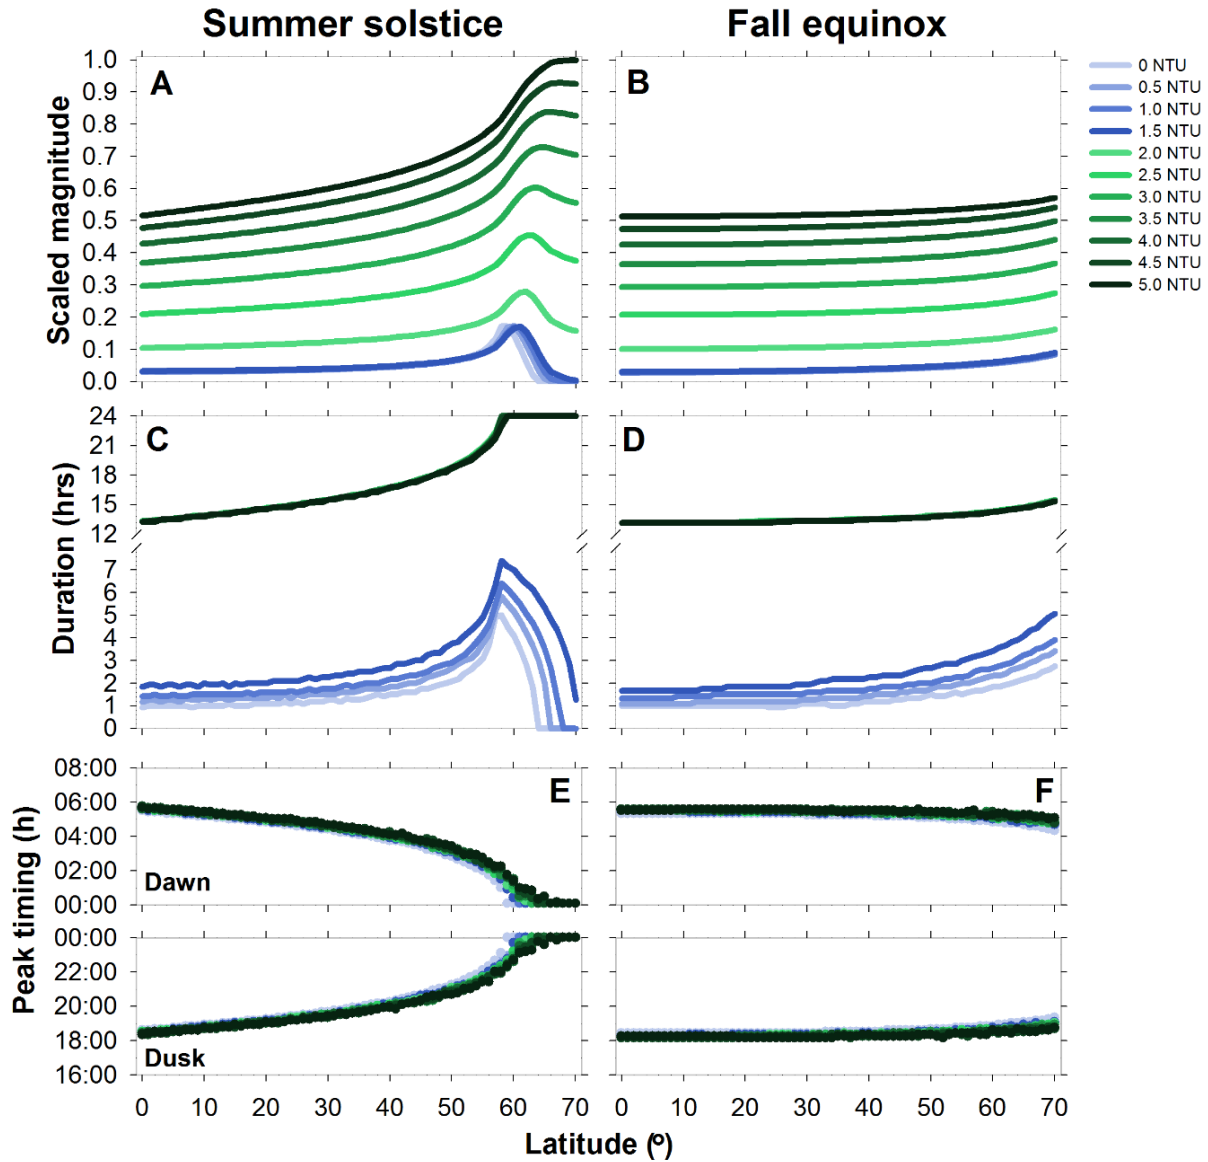 Summer solstice
Fall equinox
Scaled magnitude
1.0
0.9
0.8
0.7
0.6
0.5
0.4
0.3
0.2
0.1
0.0
A
B
0 NTU
0.5 NTU
1.0 NTU
1.5 NTU
2.0 NTU
2.5 NTU
3.0 NTU
3.5 NTU
4.0 NTU
4.5 NTU
5.0 NTU
Duration (hrs)
24
21
18
15
12
7
6
5
4
3
2
1
0
C
D
Peak timing (h)
08:00
06:00
04:00
02:00
00:00
E
F
Dawn
00:00
22:00
20:00
18:00
16:00
Dusk
0 10 20 30 40 50 60 70
0 10 20 30 40 50 60 70
Latitude (º)